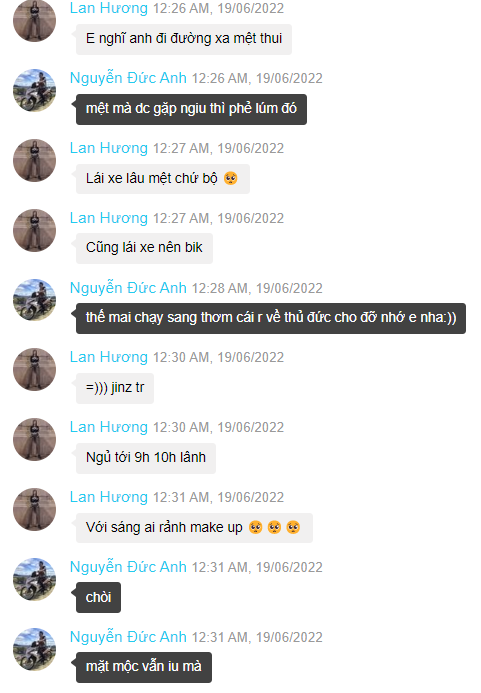 Lan Hương 12:26 AM, 19/06/2022
E nghĩ anh đi đường xa mệt thui
Nguyễn Đức Anh 12:26 AM, 19/06/2022
mệt mà dc gặp ngiu thì phẻ lúm đó
Lan Hương 12:27 AM, 19/06/2022
Lái xe lâu mệt chứ bộ 🥺
Lan Hương 12:27 AM, 19/06/2022
Cũng lái xe nên bik
Nguyễn Đức Anh 12:28 AM, 19/06/2022
thế mai chạy sang thơm cái r về thủ đức cho đỡ nhớ e nha:))
Lan Hương 12:30 AM, 19/06/2022
=))) jinz tr
Lan Hương 12:30 AM, 19/06/2022
Ngủ tới 9h 10h lânh
Lan Hương 12:31 AM, 19/06/2022
Với sáng ai rảnh make up 🥺🥺🥺
Nguyễn Đức Anh 12:31 AM, 19/06/2022
chòi
Nguyễn Đức Anh 12:31 AM, 19/06/2022
mặt mộc vẫn iu mà